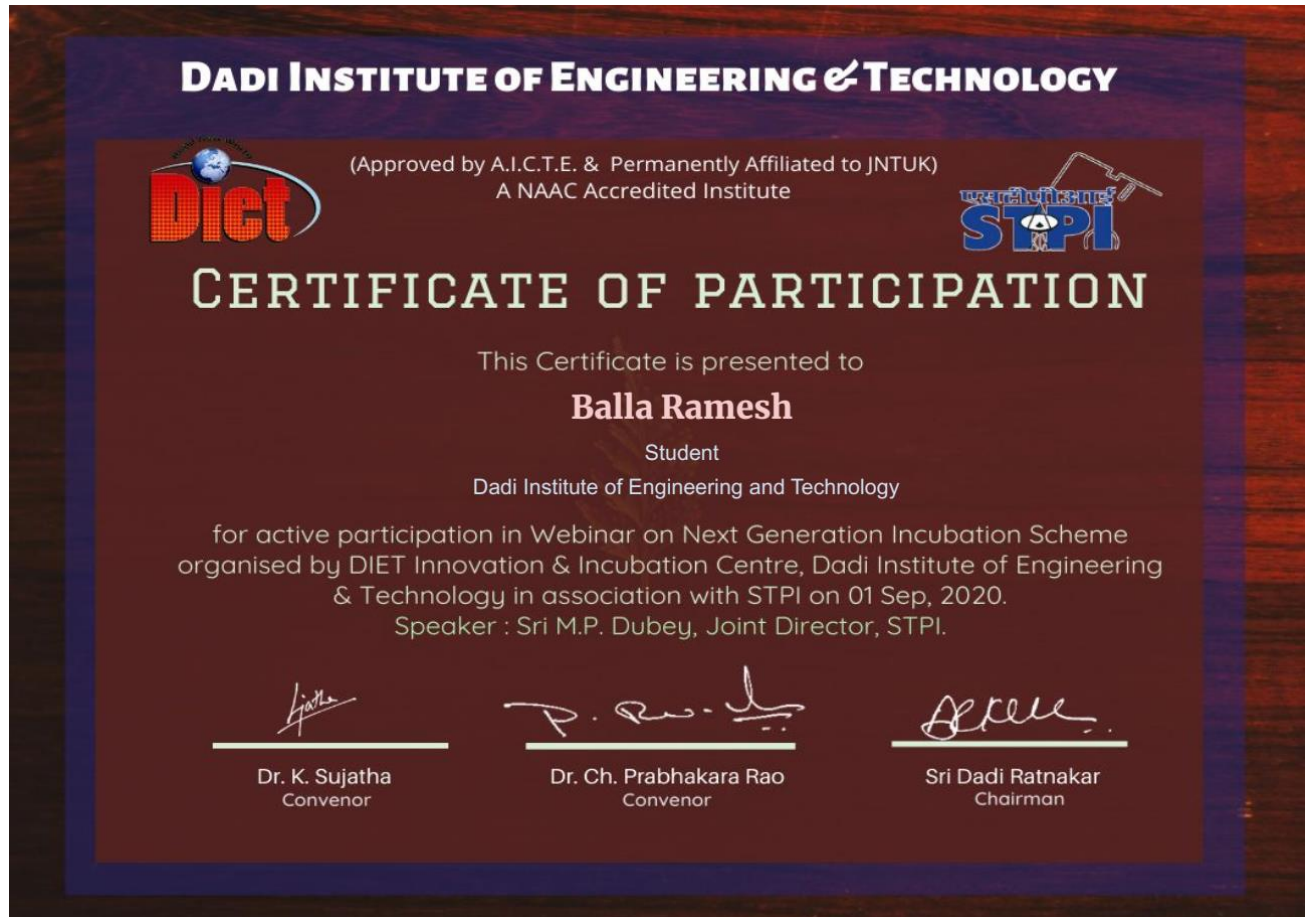 DADI INSTITUTE OF ENGINEERING & TECHNOLOGY
(Approved by A.I.C.T.E. & Permanently Affiliated to JNTUK)
A NAAC Accredited Institute
Diet
एसटीपीआई
STPI
CERTIFICATE OF PARTICIPATION
This Certificate is presented to
Balla Ramesh
Student
Dadi Institute of Engineering and Technology
for active participation in Webinar on Next Generation Incubation Scheme
organised by DIET Innovation & Incubation Centre, Dadi Institute of Engineering
& Technology in association with STPI on 01 Sep, 2020.
Speaker : Sri M.P. Dubey, Joint Director, STPI.
Dr. K. Sujatha
Convenor
Dr. Ch. Prabhakara Rao
Convenor
Sri Dadi Ratnakar
Chairman